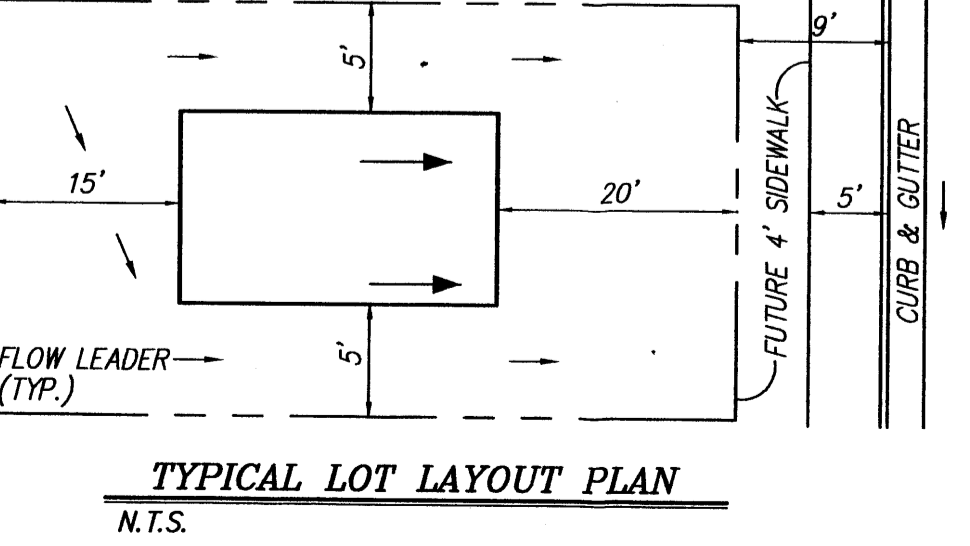 9'
5'
FUTURE 4' SIDEWALK
CURB & GUTTER
15'
20'
5'
5'
FLOW LEADER
(TYP.)
TYPICAL LOT LAYOUT PLAN
N.T.S.